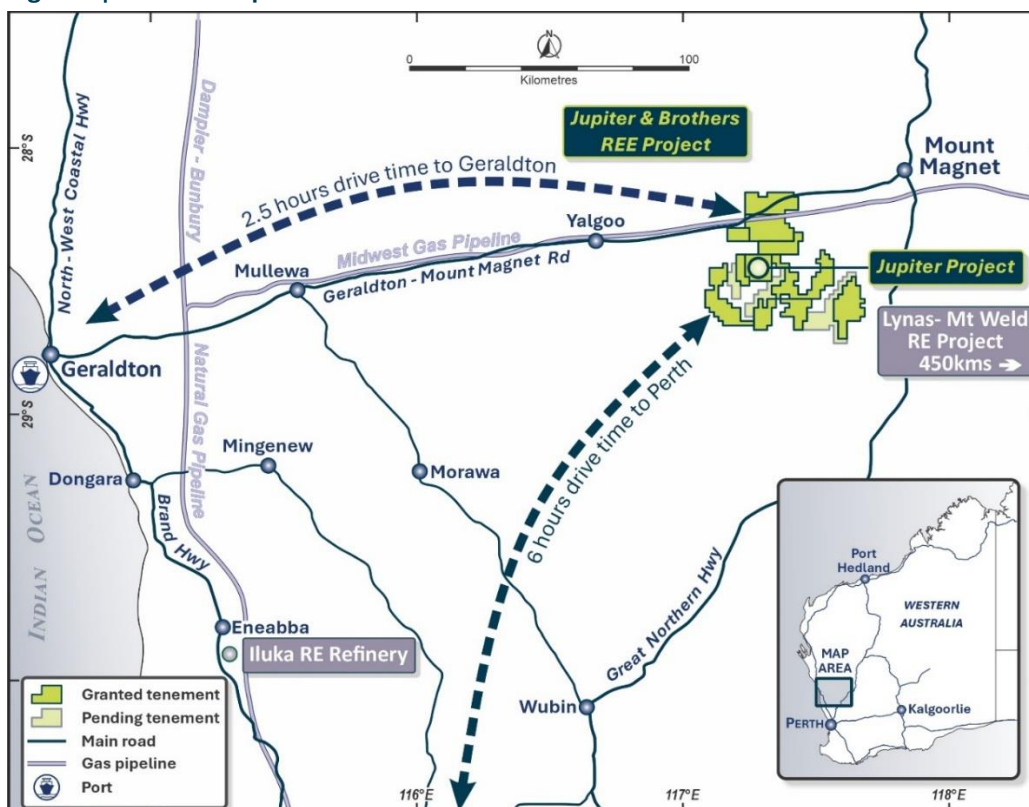 0 100
Kilometres
N
North-West Coastal Hwy
Dampier - Bunbury
Natural Gas Pipeline
28°S
29°S
Jupiter & Brothers
REE Project
Mount
Magnet
2.5 hours drive time to Geraldton
Yalgoo
Midwest Gas Pipeline
Mullewa
Geraldton - Mount Magnet Rd
Jupiter Project
Lynas- Mt Weld
RE Project
450kms
Geraldton
Mingenew
Dongara
Morawa
Brand Hwy
6 hours drive time to Perth
INDIAN OCEAN
Great Northern Hwy
Eneabba
Iluka RE Refinery
Wubin
Granted tenement
Pending tenement
Main road
Gas pipeline
Port
116°E
117°E
118°E
Port
Hedland
WESTERN
AUSTRALIA
MAP
AREA
Kalgoorlie
PERTH